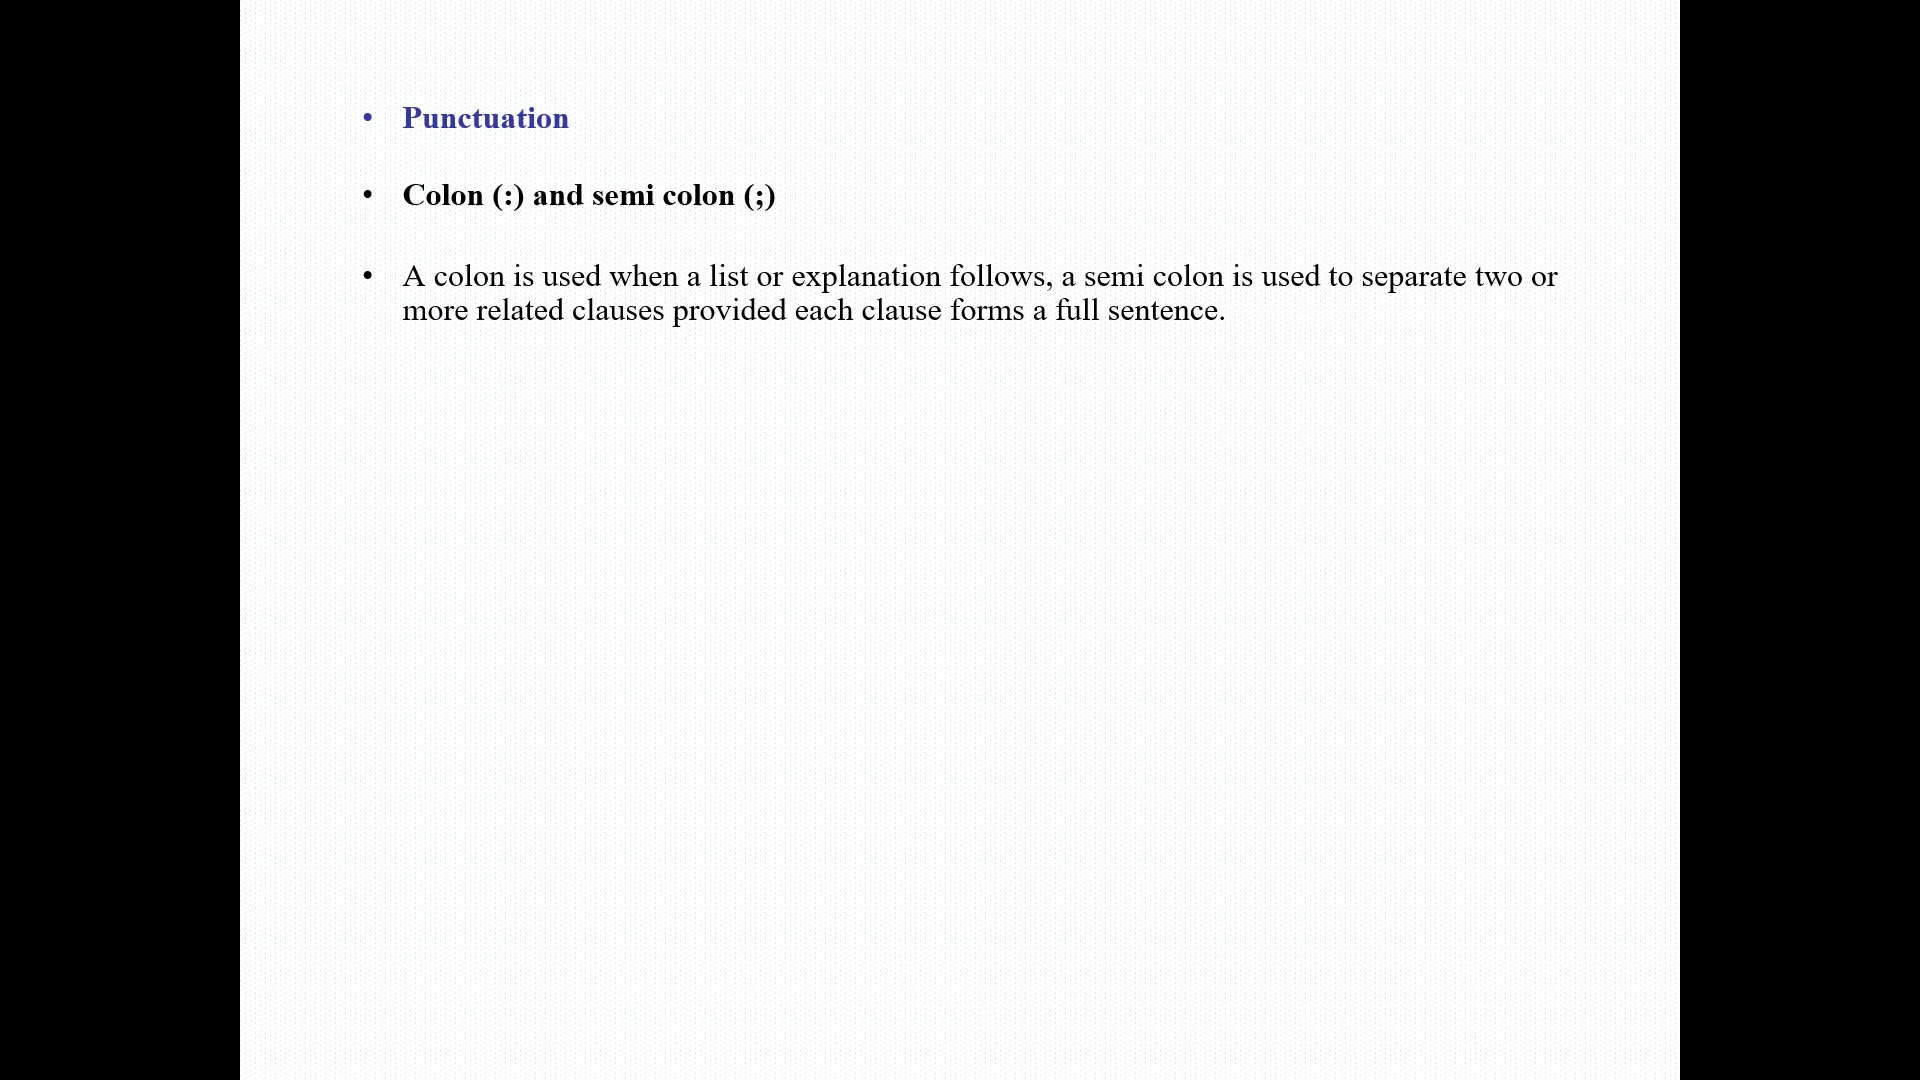 • Punctuation
• Colon (:) and semi colon (;)
• A colon is used when a list or explanation follows, a semi colon is used to separate two or
more related clauses provided each clause forms a full sentence.